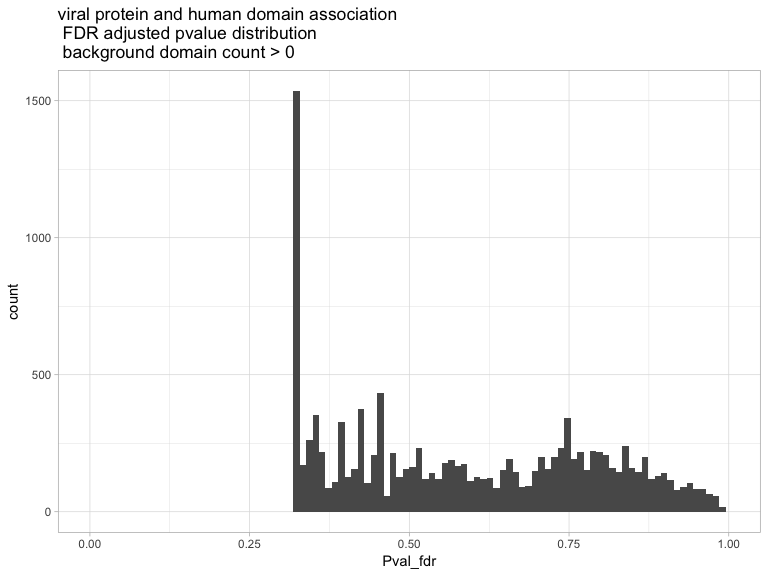 viral protein and human domain association
FDR adjusted pvalue distribution
background domain count > 0
1500
1000
500
0
count
0.00 0.25 0.50 0.75 1.00
Pval_fdr